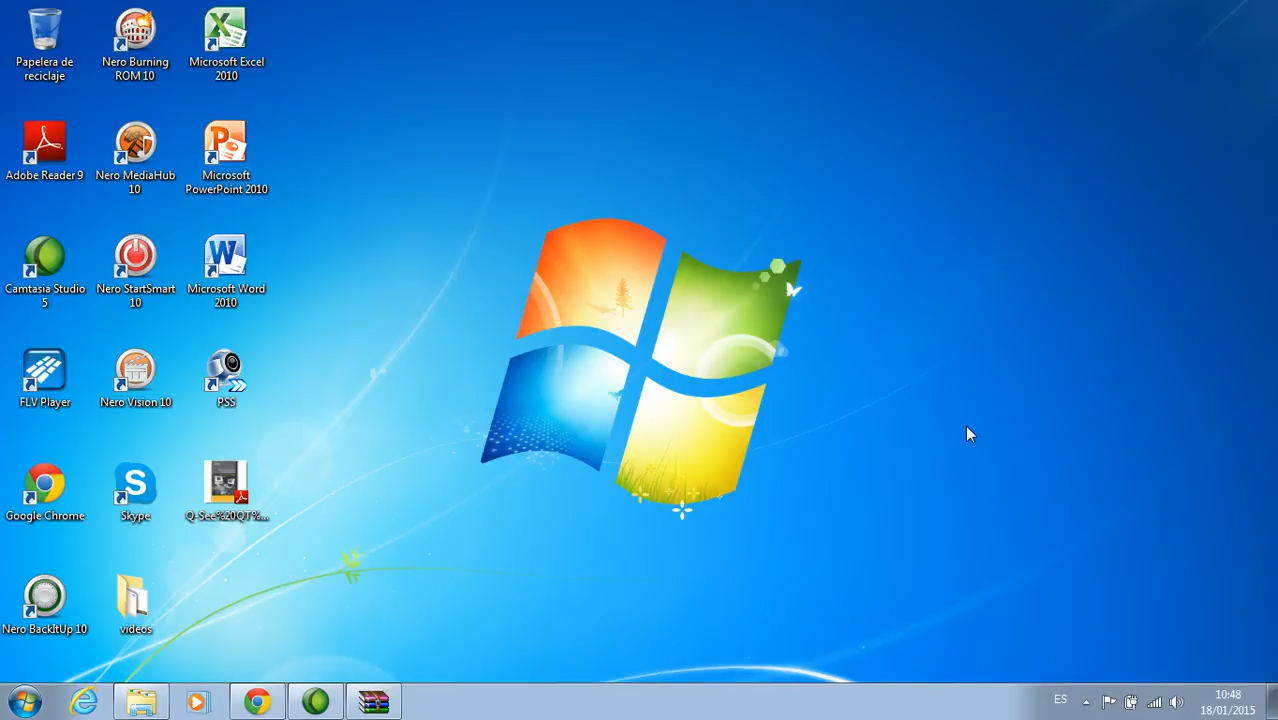 Papelera de
reciclaje
Nero Burning
ROM 10
Microsoft Excel
2010
Adobe Reader 9
Nero MediaHub
10
Microsoft
PowerPoint 2010
Camtasia Studio
5
Nero StartSmart
10
Microsoft Word
2010
FLV Player
Nero Vision 10
PSS
Google Chrome
Skype
Q-See%20QT%...
Nero BackItUp 10
videos
ES
10:48
18/01/2015